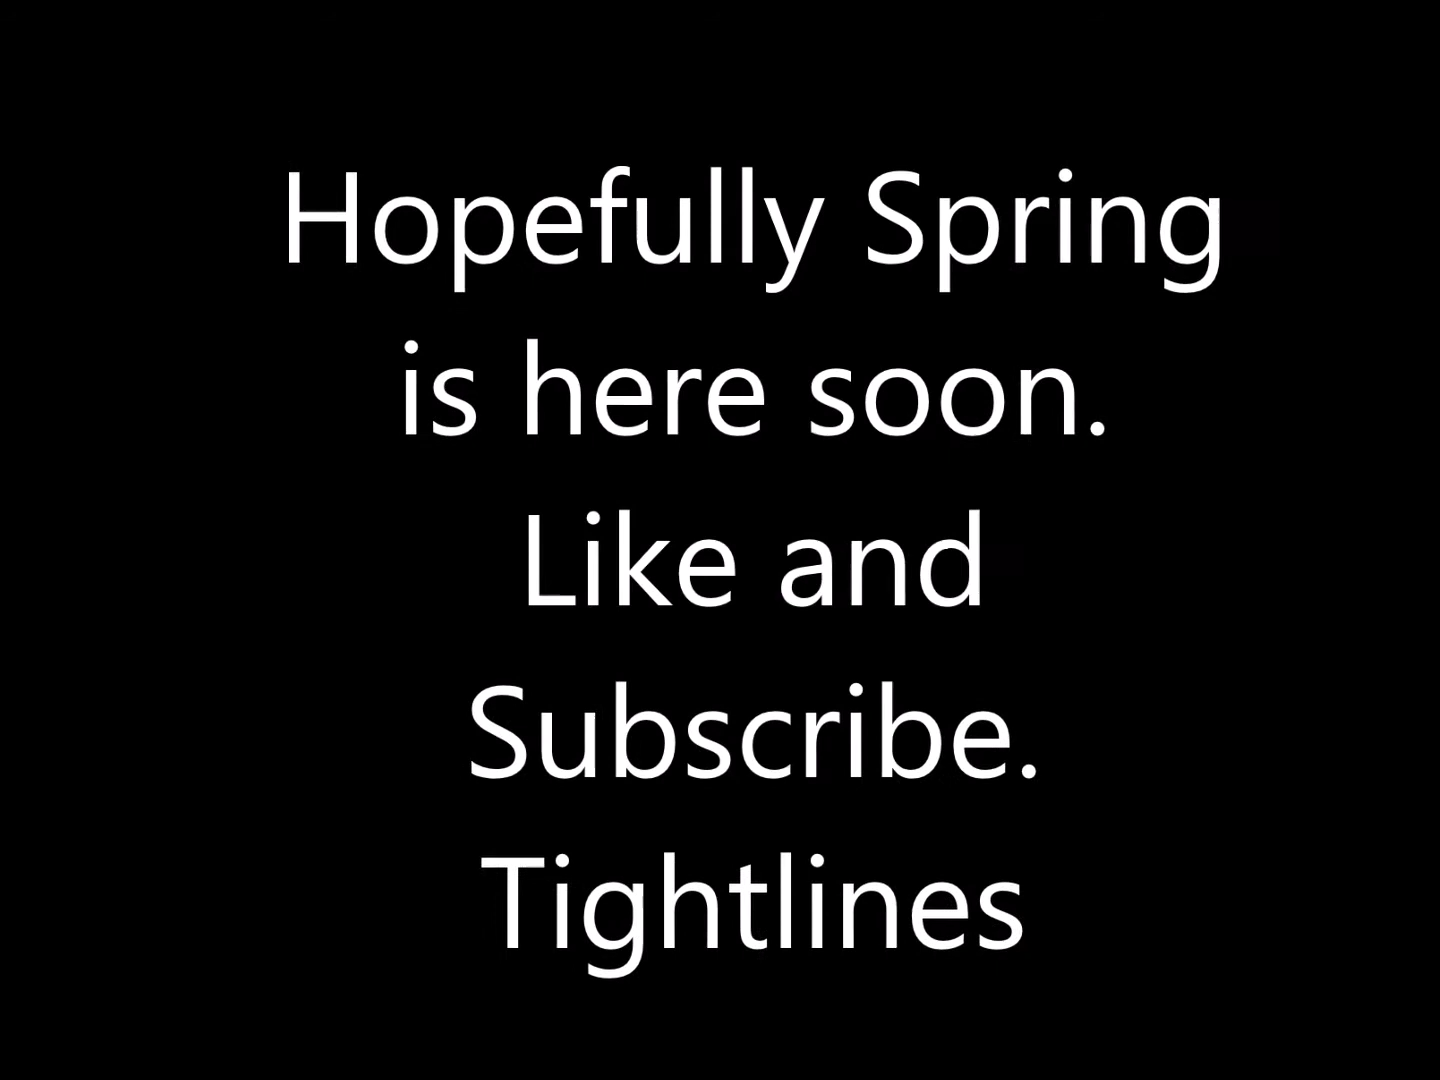 Hopefully Spring
is here soon.
Like and
Subscribe.
Tightlines